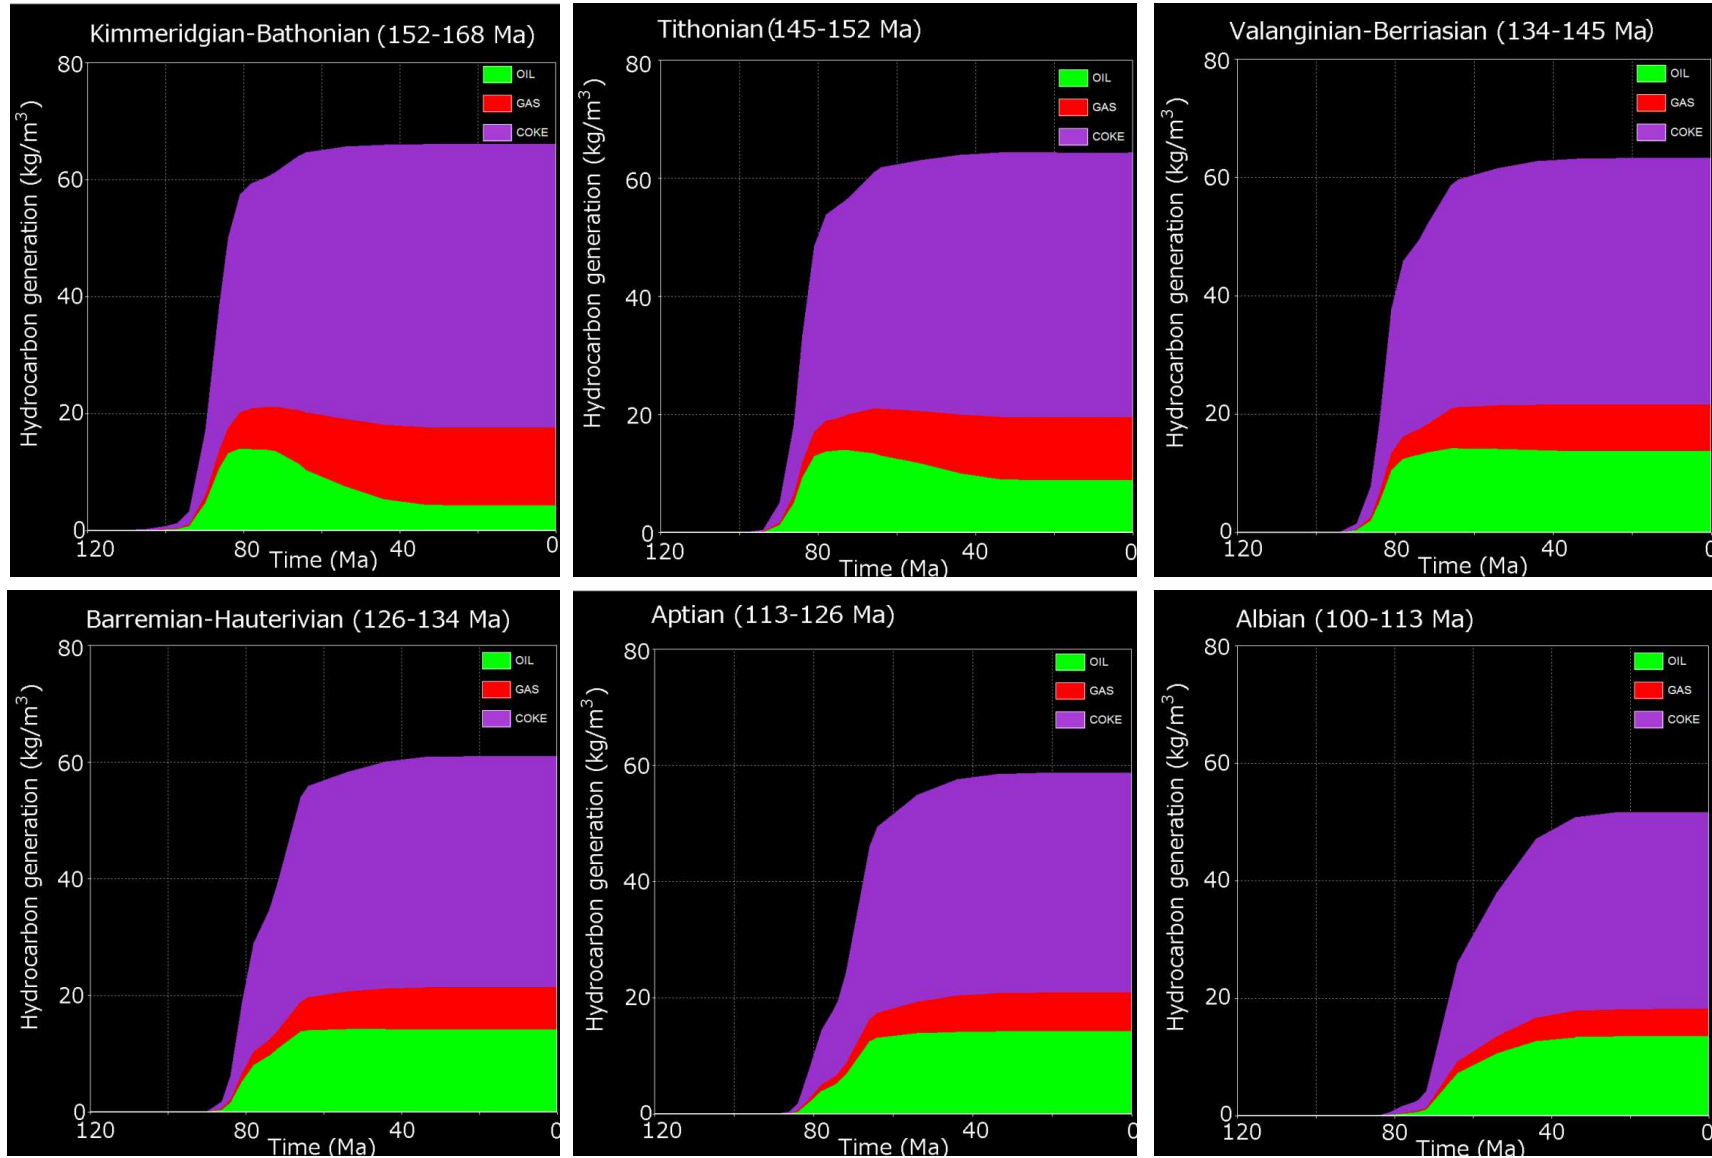 Kimmeridgian-Bathonian (152-168 Ma)
80
60
40
20
0
Hydrocarbon generation (kg/m³)
OIL
GAS
COKE
120
80
40
0
Time (Ma)
Tithonian (145-152 Ma)
80
60
40
20
0
Hydrocarbon generation (kg/m³)
OIL
GAS
COKE
120
80
40
0
Time (Ma)
Valanginian-Berriasian (134-145 Ma)
80
60
40
20
0
Hydrocarbon generation (kg/m³)
OIL
GAS
COKE
120
80
40
0
Time (Ma)
Barremian-Hauterivian (126-134 Ma)
80
60
40
20
0
Hydrocarbon generation (kg/m³)
OIL
GAS
COKE
120
80
40
0
Time (Ma)
Aptian (113-126 Ma)
80
60
40
20
0
Hydrocarbon generation (kg/m³)
OIL
GAS
COKE
120
80
40
0
Time (Ma)
Albian (100-113 Ma)
80
60
40
20
0
Hydrocarbon generation (kg/m³)
OIL
GAS
COKE
120
80
40
0
Time (Ma)